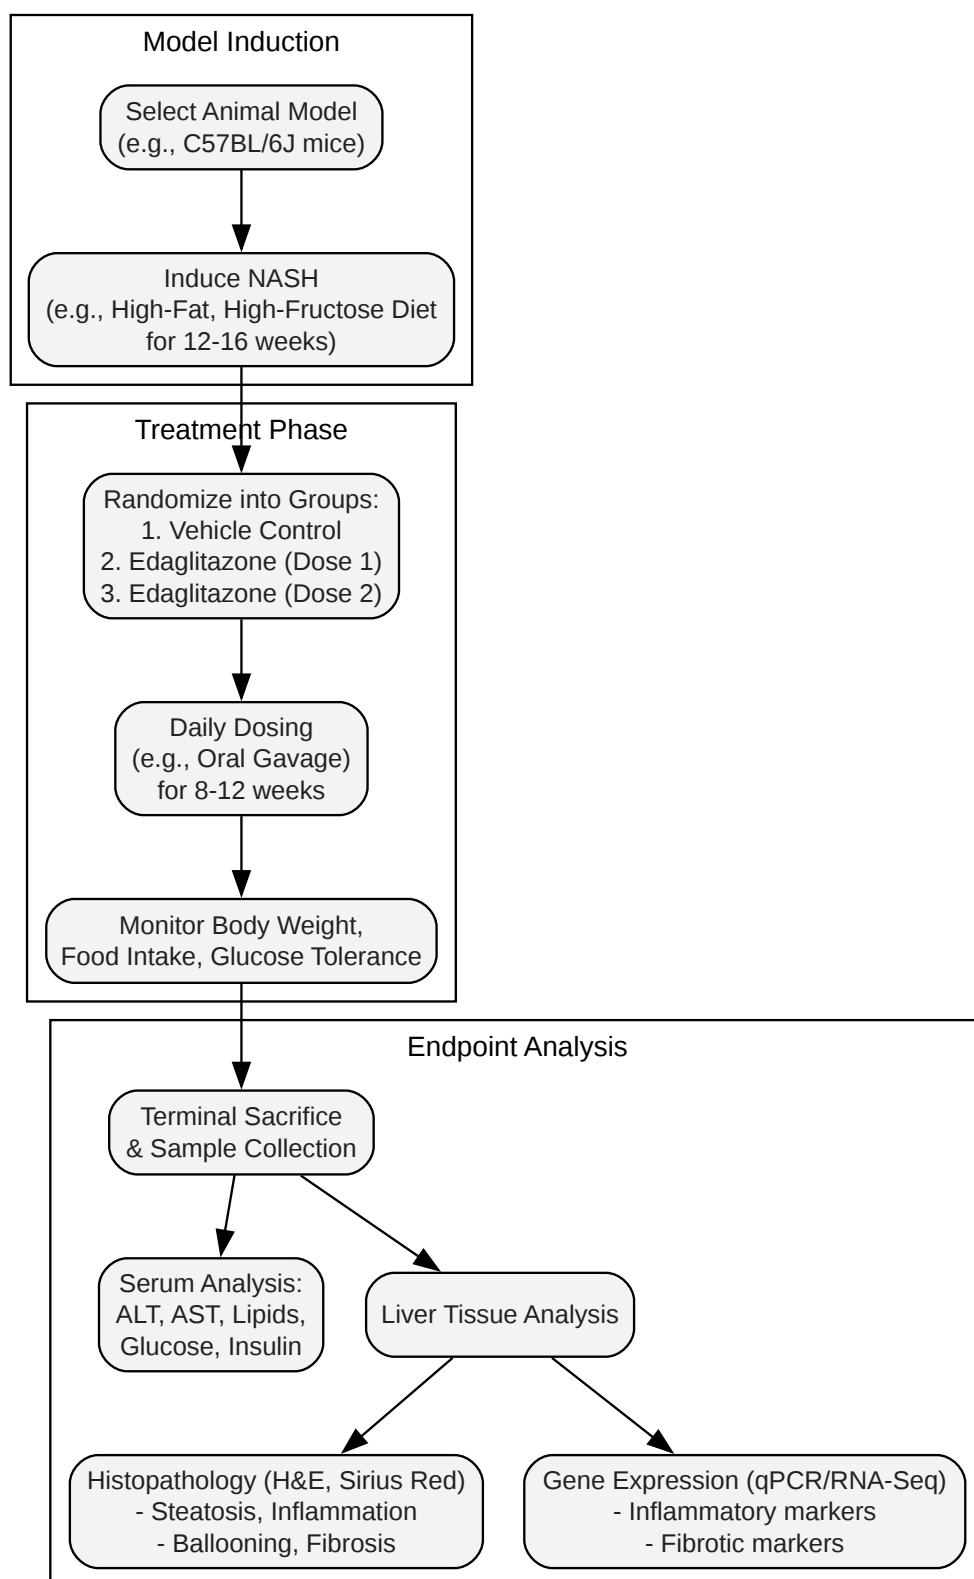 Model Induction
Select Animal Model
(e.g., C57BL/6J mice)
Induce NASH
(e.g., High-Fat, High-Fructose Diet
for 12-16 weeks)
Treatment Phase
Randomize into Groups:
1. Vehicle Control
2. Edaglitazone (Dose 1)
3. Edaglitazone (Dose 2)
Daily Dosing
(e.g., Oral Gavage)
for 8-12 weeks
Monitor Body Weight,
Food Intake, Glucose Tolerance
Endpoint Analysis
Terminal Sacrifice
& Sample Collection
Serum Analysis:
ALT, AST, Lipids,
Glucose, Insulin
Liver Tissue Analysis
Histopathology (H&E, Sirius Red)
- Steatosis, Inflammation
- Ballooning, Fibrosis
Gene Expression (qPCR/RNA-Seq)
- Inflammatory markers
- Fibrotic markers